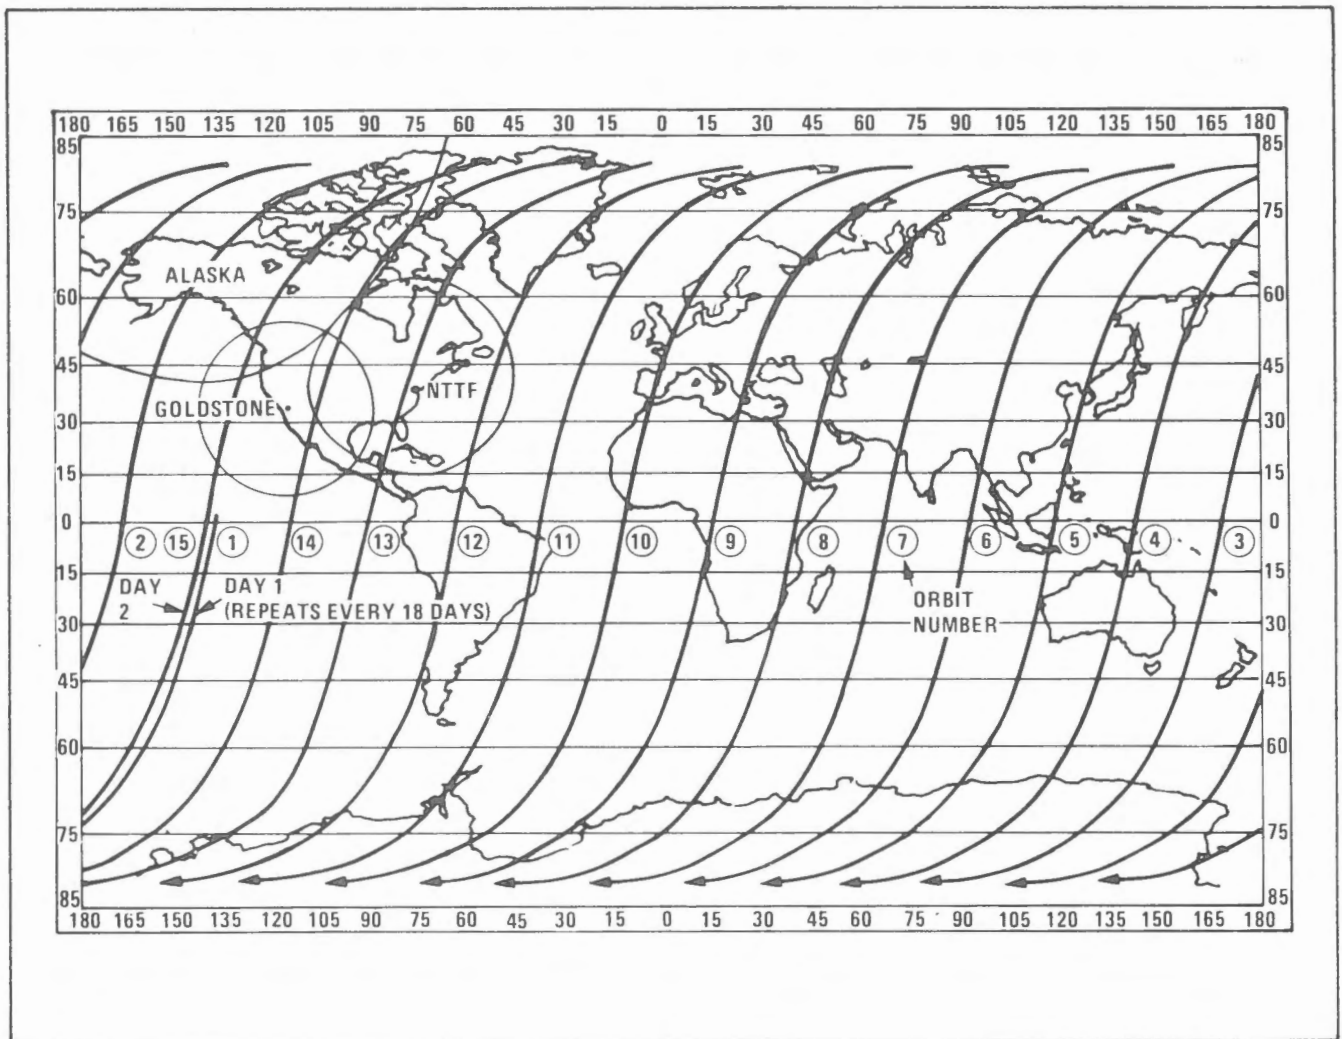 180 165 150 135 120 105 90 75 60 45 30 15 0 15 30 45 60 75 90 105 120 135 150 165 180
85 85
75 75
ALASKA
60 60
45 45
NTTF
GOLDSTONE
30 30
15 15
0 0
2 15 1 14 13 12 11 10 9 8 7 6 5 4 3
15 15
DAY 2
DAY 1
(REPEATS EVERY 18 DAYS)
ORBIT
NUMBER
30 30
45 45
60 60
75 75
85 85
180 165 150 135 120 105 90 75 60 45 30 15 0 15 30 45 60 75 90 105 120 135 150 165 180